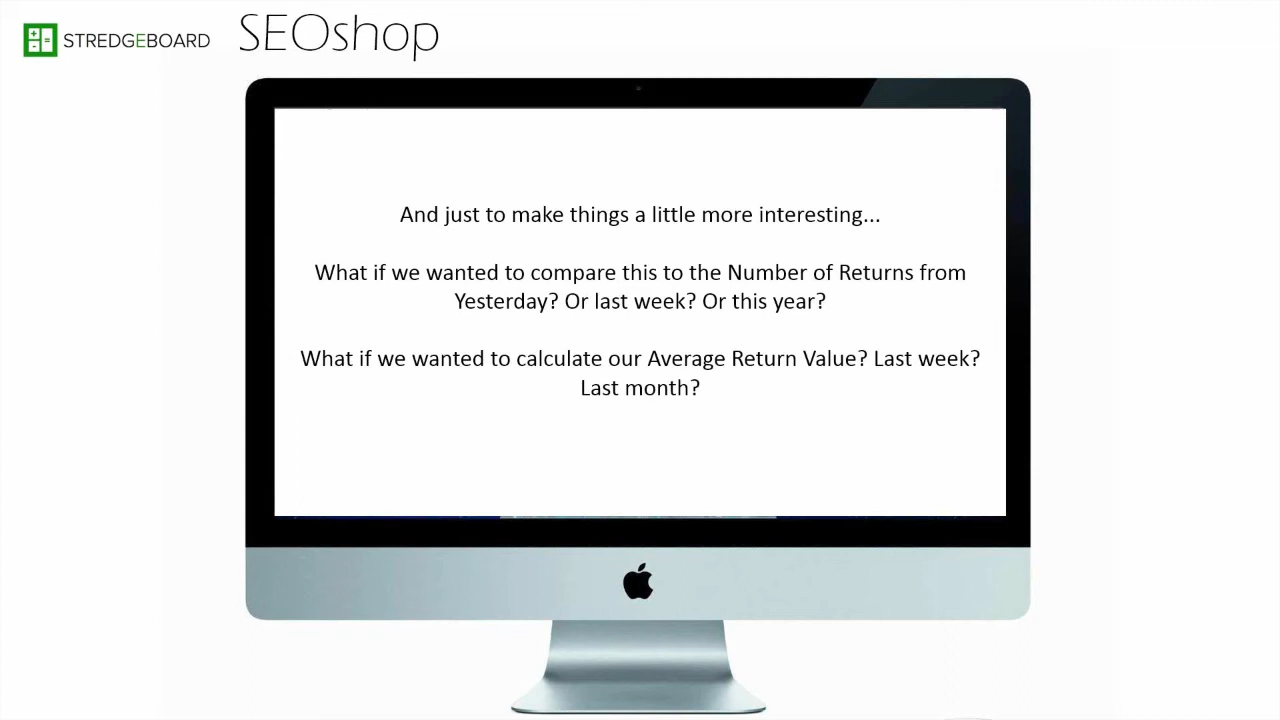 STREDGEBOARD SEOshop
And just to make things a little more interesting...
What if we wanted to compare this to the Number of Returns from
Yesterday? Or last week? Or this year?
What if we wanted to calculate our Average Return Value? Last week?
Last month?